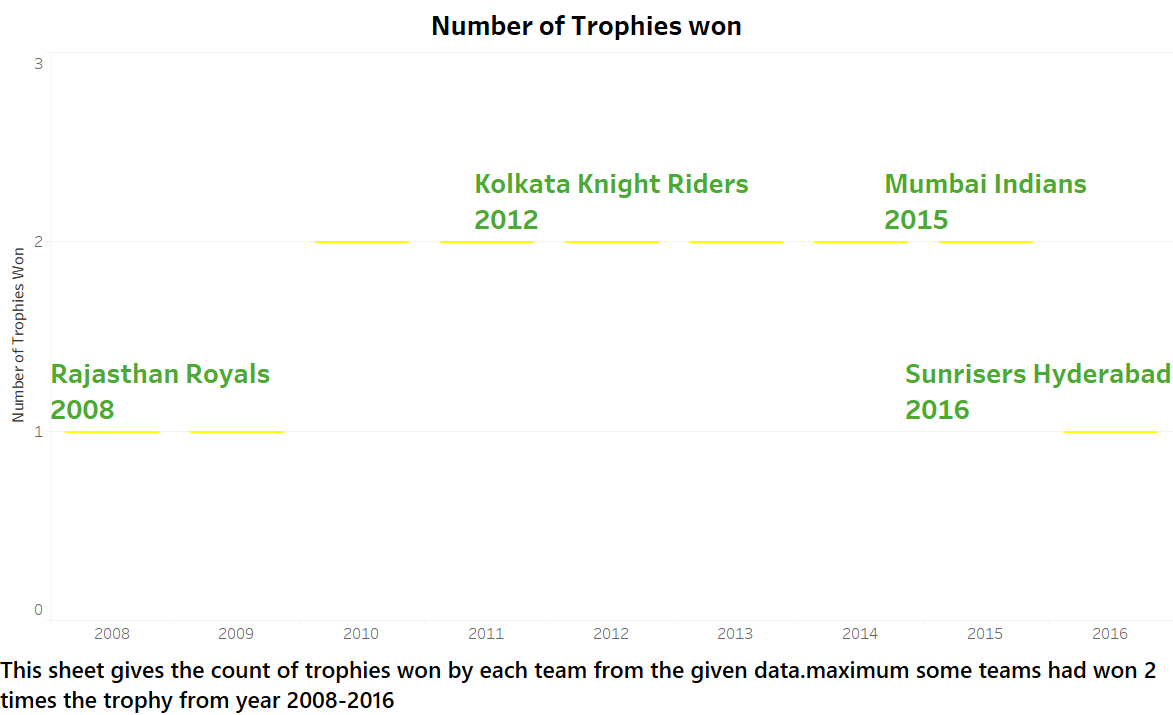 Number of Trophies won
3
Kolkata Knight Riders
2012
Mumbai Indians
2015
2
Number of Trophies Won
Rajasthan Royals
2008
Sunrisers Hyderabad
2016
1
0
2008 2009 2010 2011 2012 2013 2014 2015 2016
This sheet gives the count of trophies won by each team from the given data.maximum some teams had won 2
times the trophy from year 2008-2016